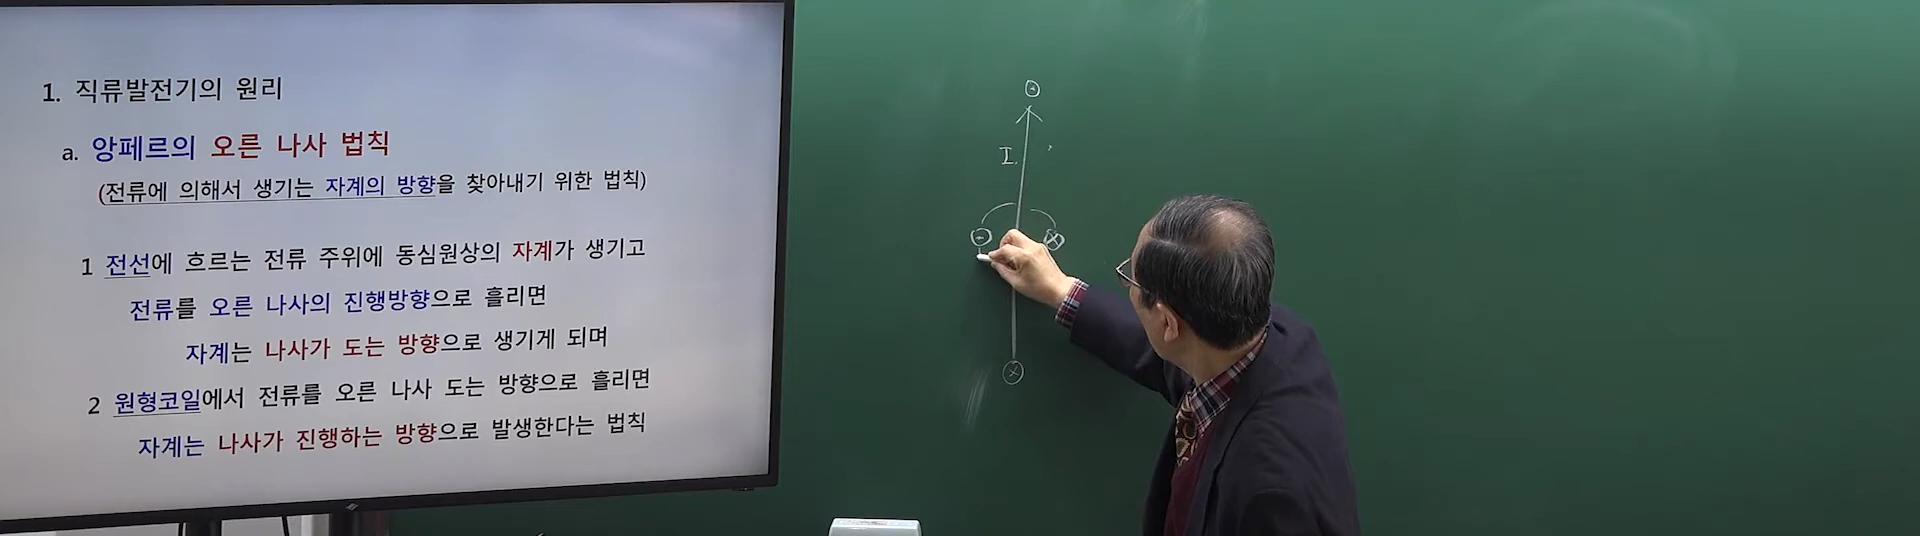 1. 직류발전기의 원리
a. 앙페르의 오른 나사 법칙
(전류에 의해서 생기는 자계의 방향을 찾아내기 위한 법칙)
1 전선에 흐르는 전류 주위에 동심원상의 자계가 생기고
전류를 오른 나사의 진행방향으로 흘리면
자계는 나사가 도는 방향으로 생기게 되며
2 원형코일에서 전류를 오른 나사 도는 방향으로 흘리면
자계는 나사가 진행하는 방향으로 발생한다는 법칙
I